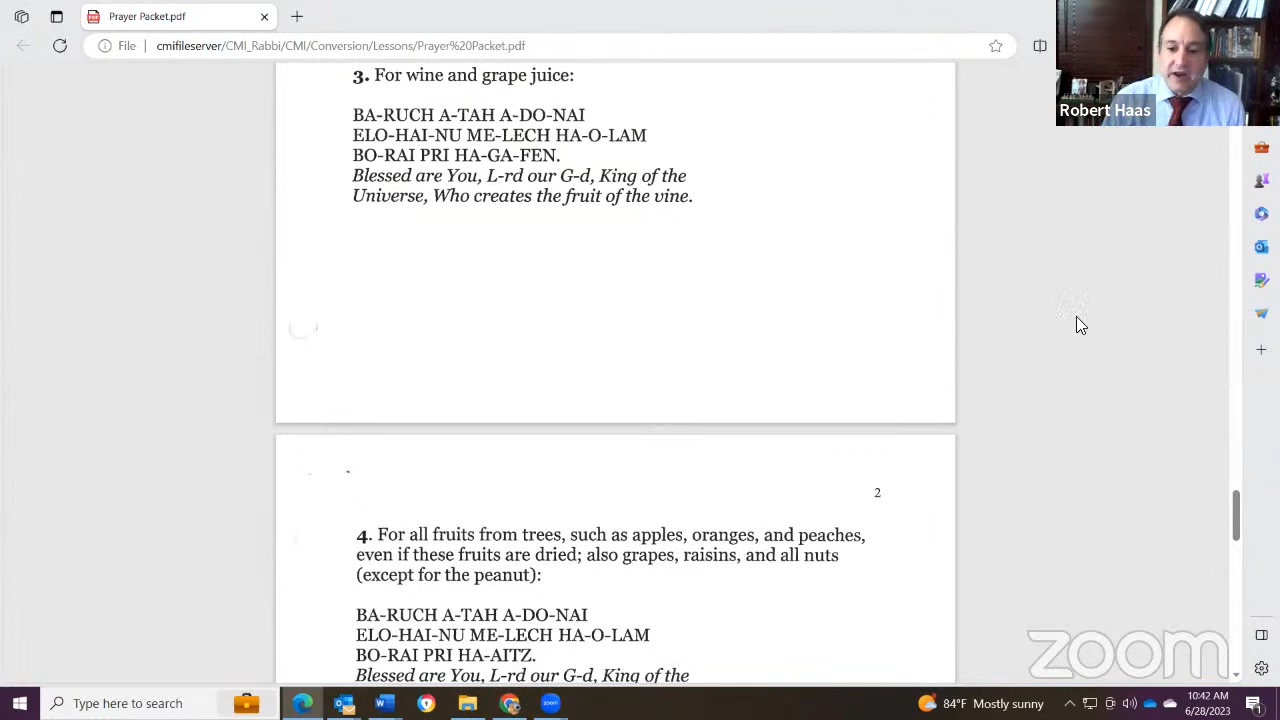 Prayer Packet.pdf
File
cmifileserver/CMI_Rabbi/CMI/Conversion/Lessons/Prayer%20Packet.pdf
Robert Haas
3. For wine and grape juice:
BA-RUCH A-TAH A-DO-NAI
ELO-HAI-NU ME-LECH HA-O-LAM
BO-RAI PRI HA-GA-FEN.
Blessed are You, L-rd our G-d, King of the
Universe, Who creates the fruit of the vine.
2
4. For all fruits from trees, such as apples, oranges, and peaches,
even if these fruits are dried; also grapes, raisins, and all nuts
(except for the peanut):
BA-RUCH A-TAH A-DO-NAI
ELO-HAI-NU ME-LECH HA-O-LAM
BO-RAI PRI HA-AITZ.
Blessed are You, L-rd our G-d, King of the
zoom
Type here to search
zoom
84°F Mostly sunny
10:42 AM
6/28/2023
1